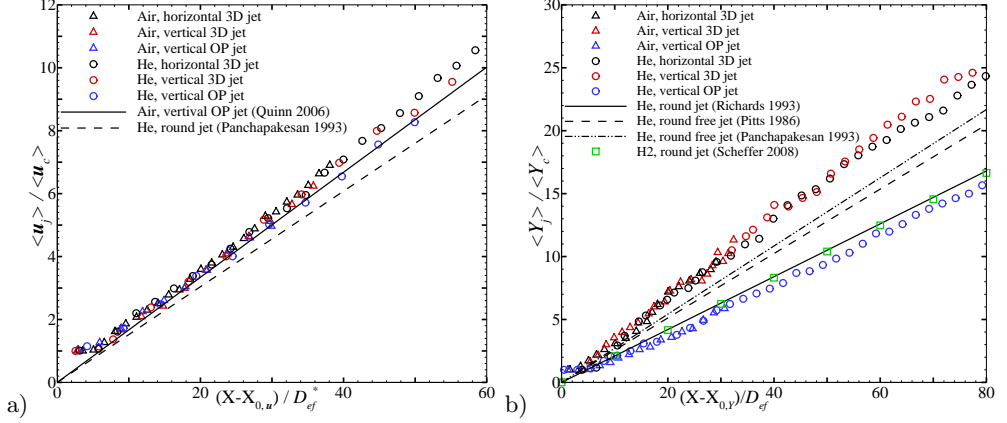 Air, horizontal 3D jet
Air, vertical 3D jet
Air, vertical OP jet
He, horizontal 3D jet
He, vertical 3D jet
He, vertical OP jet
Air, vertival OP jet (Quinn 2006)
He, round jet (Panchapakesan 1993)
<u_j> / <u_c>
12
10
8
6
4
2
0
0 20 40 60
(X-X_{0,u}) / D_{ef}^*
a)
Air, horizontal 3D jet
Air, vertical 3D jet
Air, vertical OP jet
He, horizontal 3D jet
He, vertical 3D jet
He, vertical OP jet
He, round jet (Richards 1993)
He, round free jet (Pitts 1986)
He, round free jet (Panchapakesan 1993)
H2, round jet (Scheffer 2008)
<Y_j> / <Y_c>
30
25
20
15
10
5
0
0 20 40 60 80
(X-X_{0,Y})/D_{ef}
b)